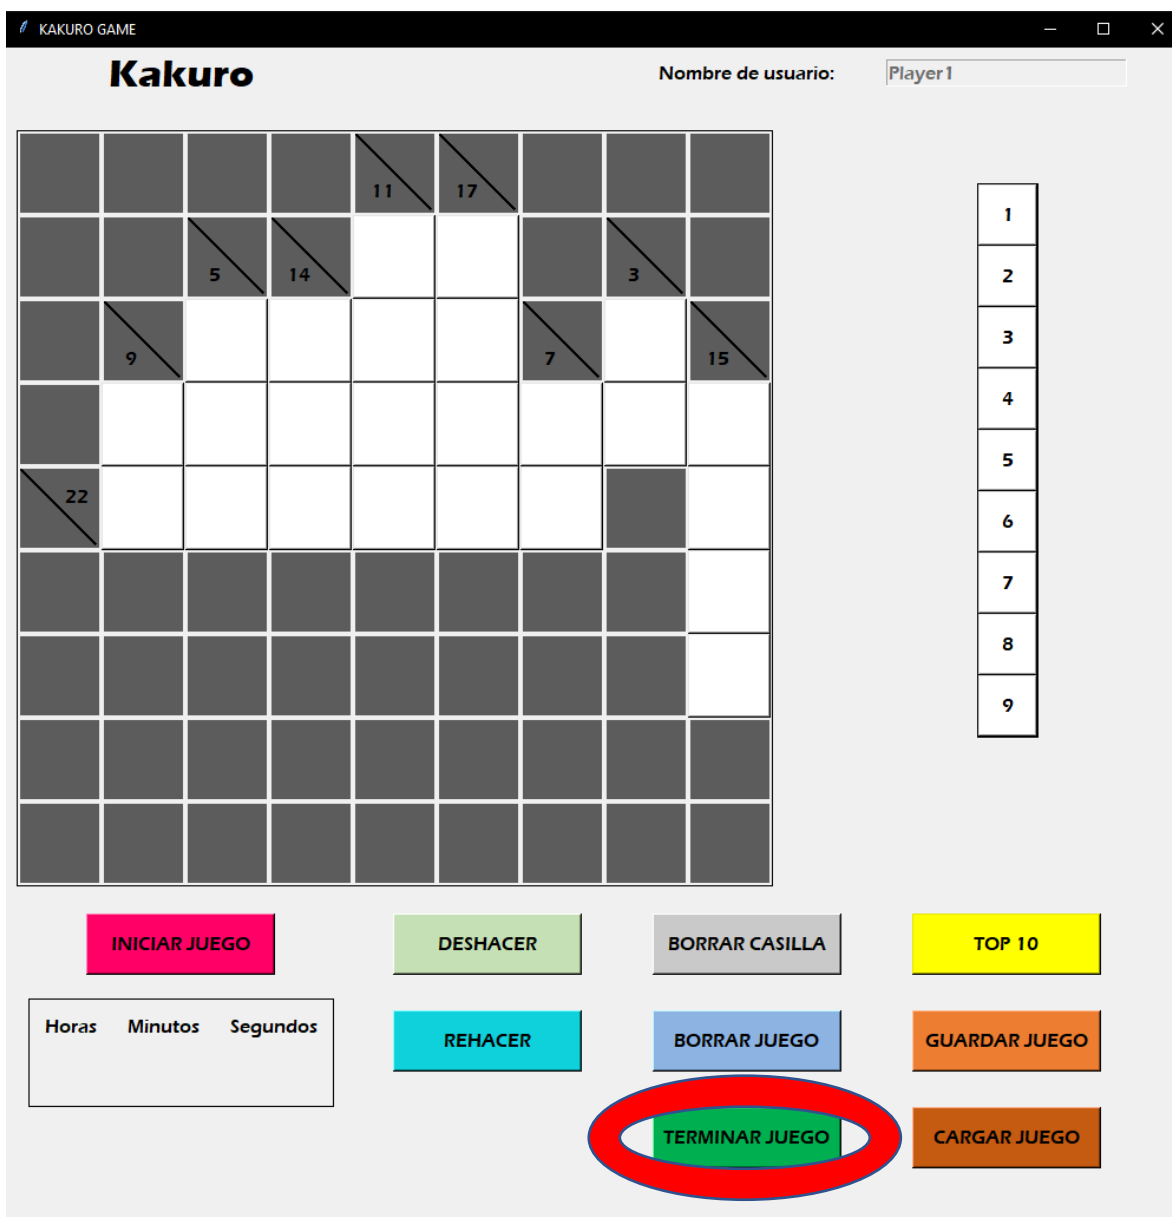 KAKURO GAME
Kakuro
Nombre de usuario: Player1
11 17
5 14 3
9 7 15
22
1
2
3
4
5
6
7
8
9
INICIAR JUEGO DESHACER BORRAR CASILLA TOP 10
Horas Minutos Segundos
REHACER BORRAR JUEGO GUARDAR JUEGO
TERMINAR JUEGO CARGAR JUEGO